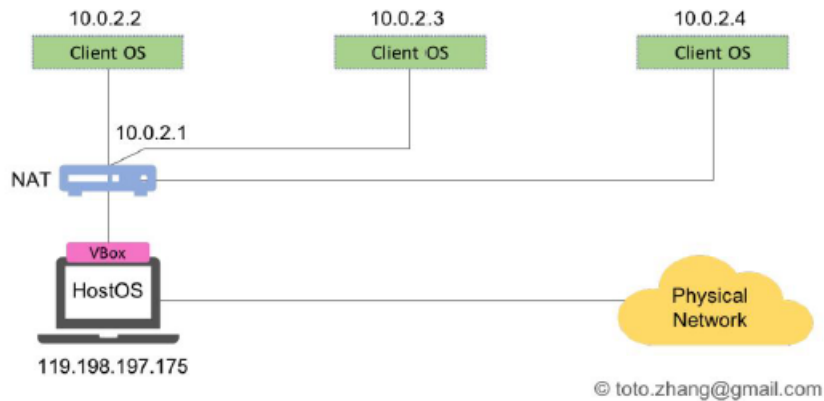 10.0.2.2
10.0.2.3
10.0.2.4
Client OS
Client OS
Client OS
10.0.2.1
NAT
VBox
HostOS
Physical
Network
119.198.197.175
© toto.zhang@gmail.com